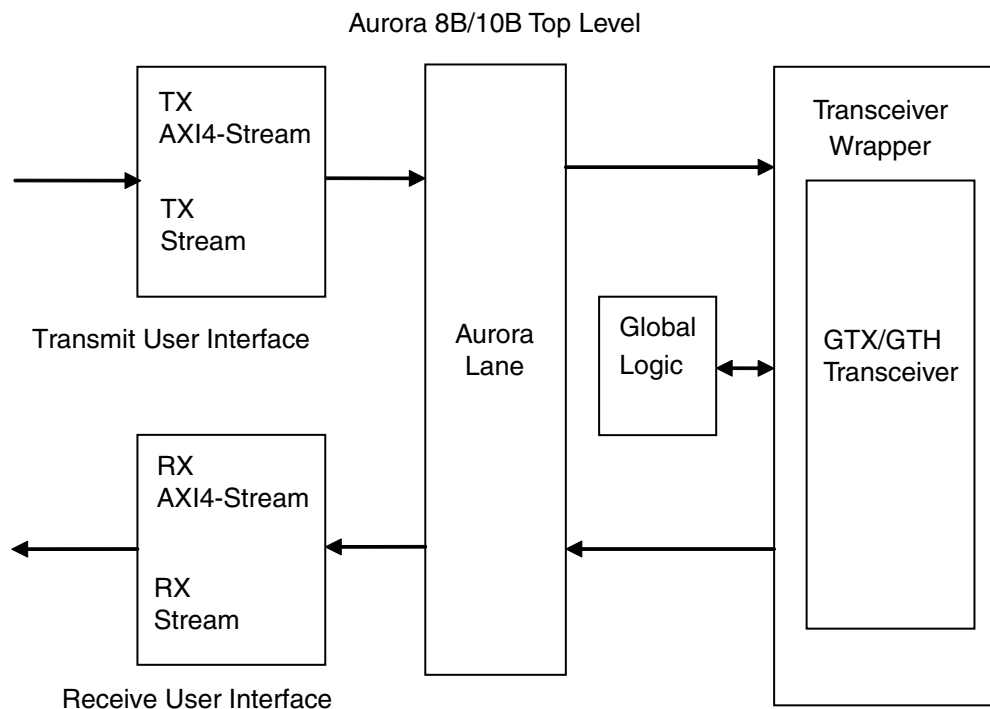 Aurora 8B/10B Top Level
TX
AXI4-Stream
TX
Stream
Transmit User Interface
RX
AXI4-Stream
RX
Stream
Receive User Interface
Aurora
Lane
Global
Logic
Transceiver
Wrapper
GTX/GTH
Transceiver